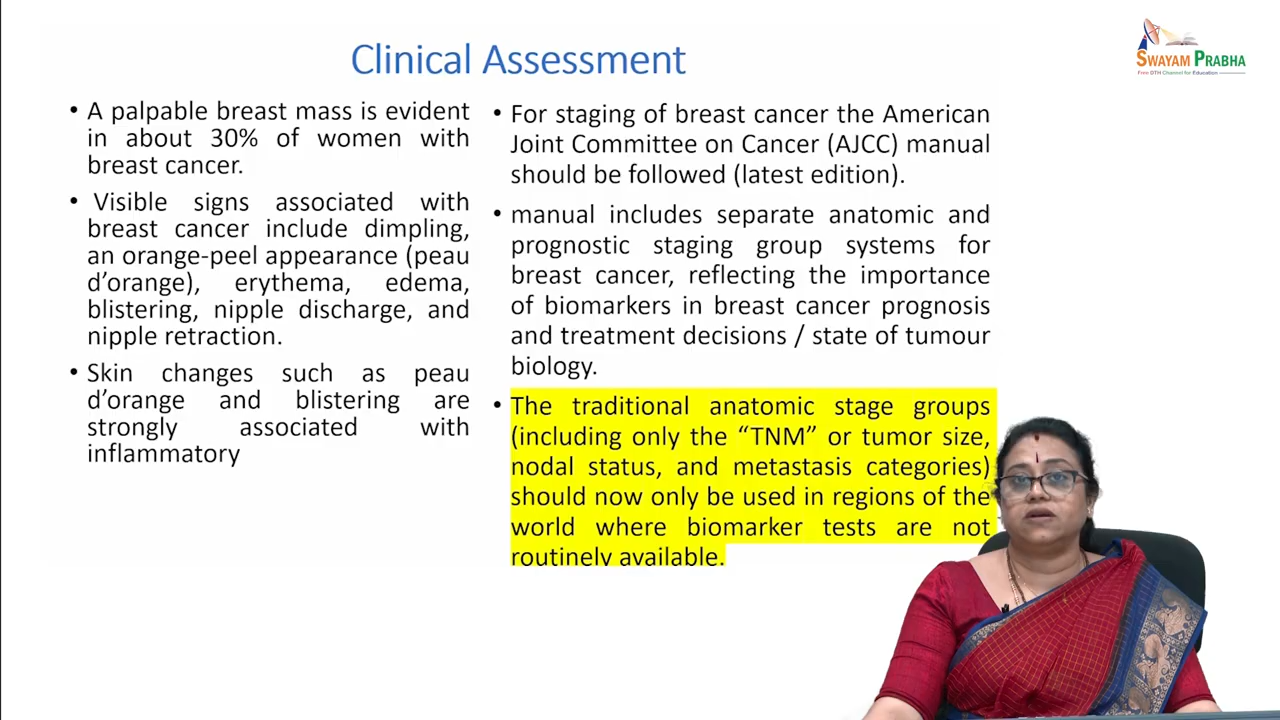 Clinical Assessment
SWAYAM PRABHA
Free DTH Channel for Education
• A palpable breast mass is evident
in about 30% of women with
breast cancer.
• Visible signs associated with
breast cancer include dimpling,
an orange-peel appearance (peau
d’orange), erythema, edema,
blistering, nipple discharge, and
nipple retraction.
• Skin changes such as peau
d’orange and blistering are
strongly associated with
inflammatory
• For staging of breast cancer the American
Joint Committee on Cancer (AJCC) manual
should be followed (latest edition).
• manual includes separate anatomic and
prognostic staging group systems for
breast cancer, reflecting the importance
of biomarkers in breast cancer prognosis
and treatment decisions / state of tumour
biology.
• The traditional anatomic stage groups
(including only the “TNM” or tumor size,
nodal status, and metastasis categories)
should now only be used in regions of the
world where biomarker tests are not
routinely available.